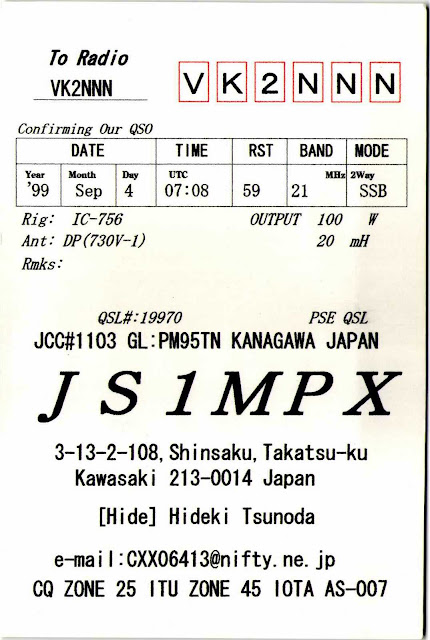 To Radio
VK2NNN
VK2NNN
Confirming Our QSO
DATE TIME RST BAND MODE
Year Month Day UTC MHz 2Way
'99 Sep 4 07:08 59 21 SSB
Rig: IC-756 OUTPUT 100 W
Ant: DP(730V-1) 20 mH
Rmks:
QSL#:19970 PSE QSL
JCC#1103 GL:PM95TN KANAGAWA JAPAN
JS1MPX
3-13-2-108, Shinsaku, Takatsu-ku
Kawasaki 213-0014 Japan
[Hide] Hideki Tsunoda
e-mail:CXX06413@nifty.ne.jp
CQ ZONE 25 ITU ZONE 45 IOTA AS-007